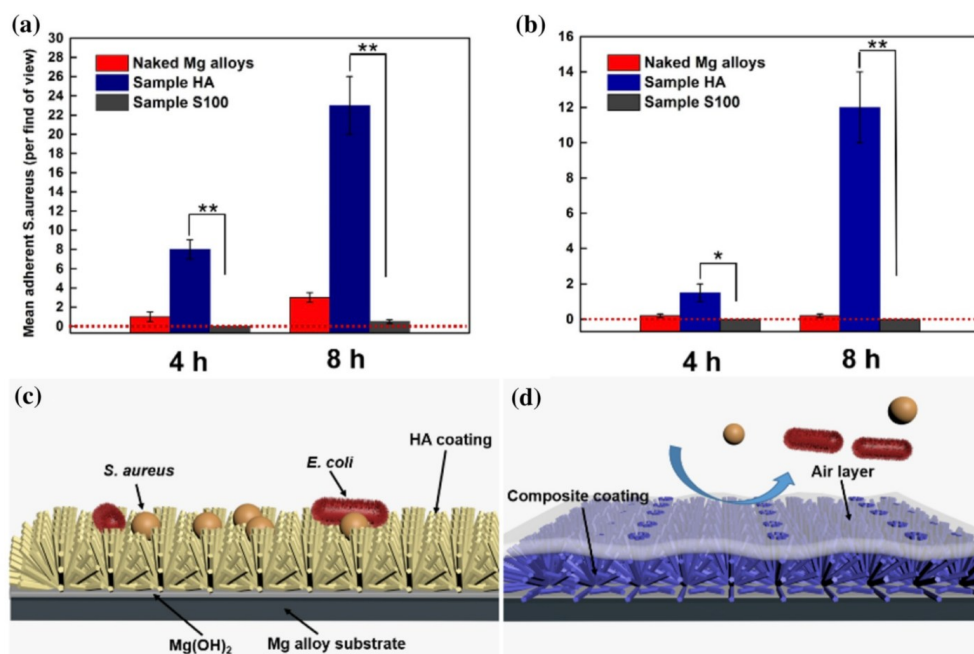 (a)
30
28
26
24
22
20
18
16
14
12
10
8
6
4
2
0
Mean adherent S.aureus (per find of view)
Naked Mg alloys
Sample HA
Sample S100
**
**
4 h
8 h
(b)
16
14
12
10
8
6
4
2
0
Naked Mg alloys
Sample HA
Sample S100
*
**
4 h
8 h
(c)
HA coating
S. aureus
E. coli
Mg(OH)2
Mg alloy substrate
(d)
Air layer
Composite coating